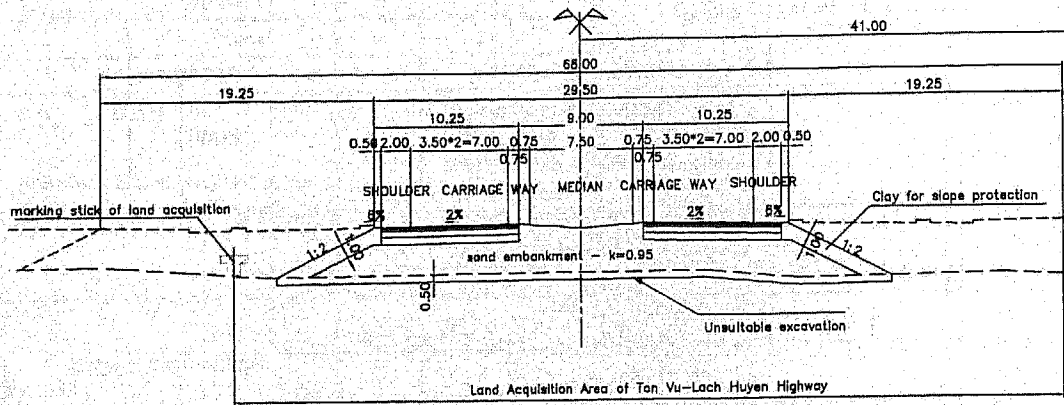 41.00
68.00
29.50
19.25 19.25
10.25 9.00 10.25
0.50 2.00 3.50*2=7.00 0.75 7.50 0.75 3.50*2=7.00 2.00 0.50
0.75 0.75
SHOULDER CARRIAGE WAY MEDIAN CARRIAGE WAY SHOULDER
Clay for slope protection
marking stick of land acquisition
6% 2% 2% 6%
1:2 1.00 1:2
sand embankment - k=0.95
0.50
Unsuitable excavation
Land Acquisition Area of Tan Vu-Lach Huyen Highway